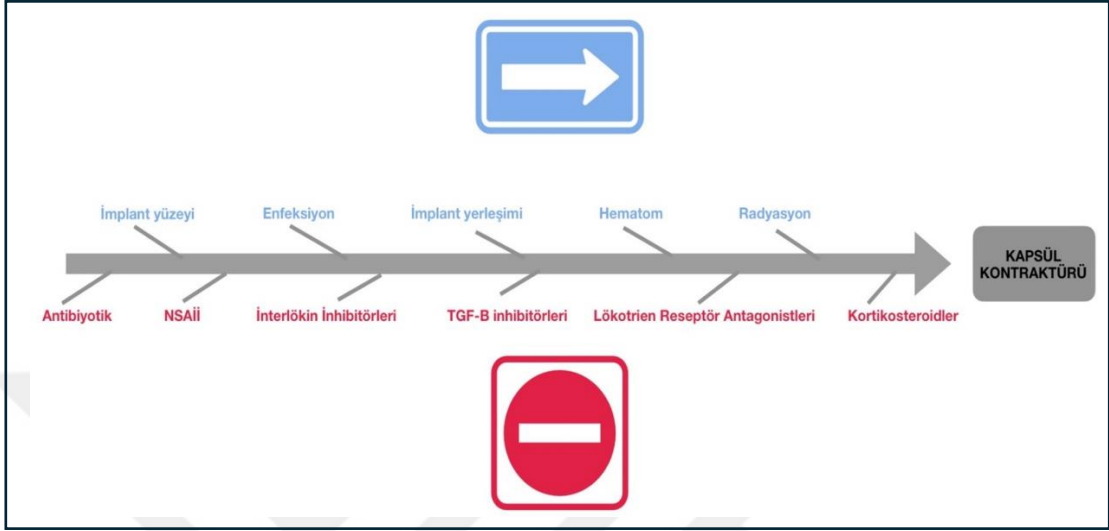 İmplant yüzeyi
Enfeksiyon
İmplant yerleşimi
Hematom
Radyasyon
KAPSÜL
KONTRAKTÜRÜ
Antibiyotik
NSAİİ
İnterlökin İnhibitörleri
TGF-B inhibitörleri
Lökotrien Reseptör Antagonistleri
Kortikosteroidler